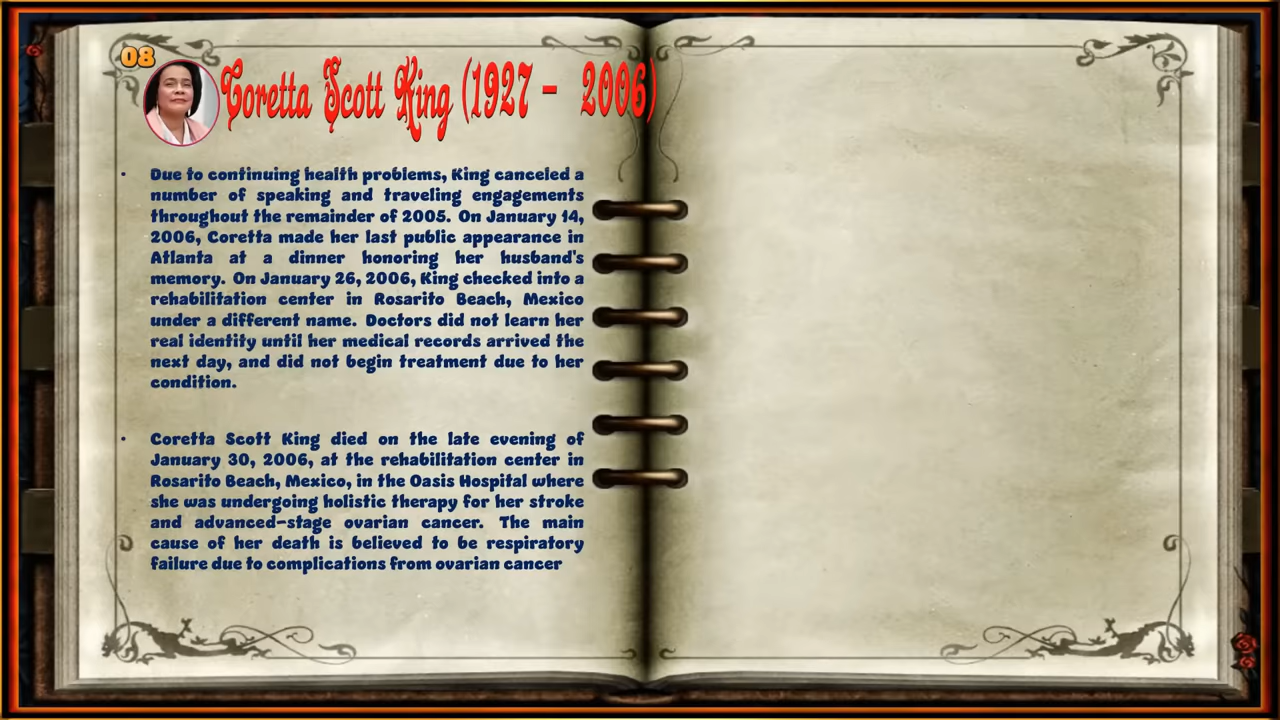 08
Coretta Scott King (1927 - 2006)
• Due to continuing health problems, King canceled a
number of speaking and traveling engagements
throughout the remainder of 2005. On January 14,
2006, Coretta made her last public appearance in
Atlanta at a dinner honoring her husband's
memory. On January 26, 2006, King checked into a
rehabilitation center in Rosarito Beach, Mexico
under a different name. Doctors did not learn her
real identity until her medical records arrived the
next day, and did not begin treatment due to her
condition.
• Coretta Scott King died on the late evening of
January 30, 2006, at the rehabilitation center in
Rosarito Beach, Mexico, in the Oasis Hospital where
she was undergoing holistic therapy for her stroke
and advanced-stage ovarian cancer. The main
cause of her death is believed to be respiratory
failure due to complications from ovarian cancer